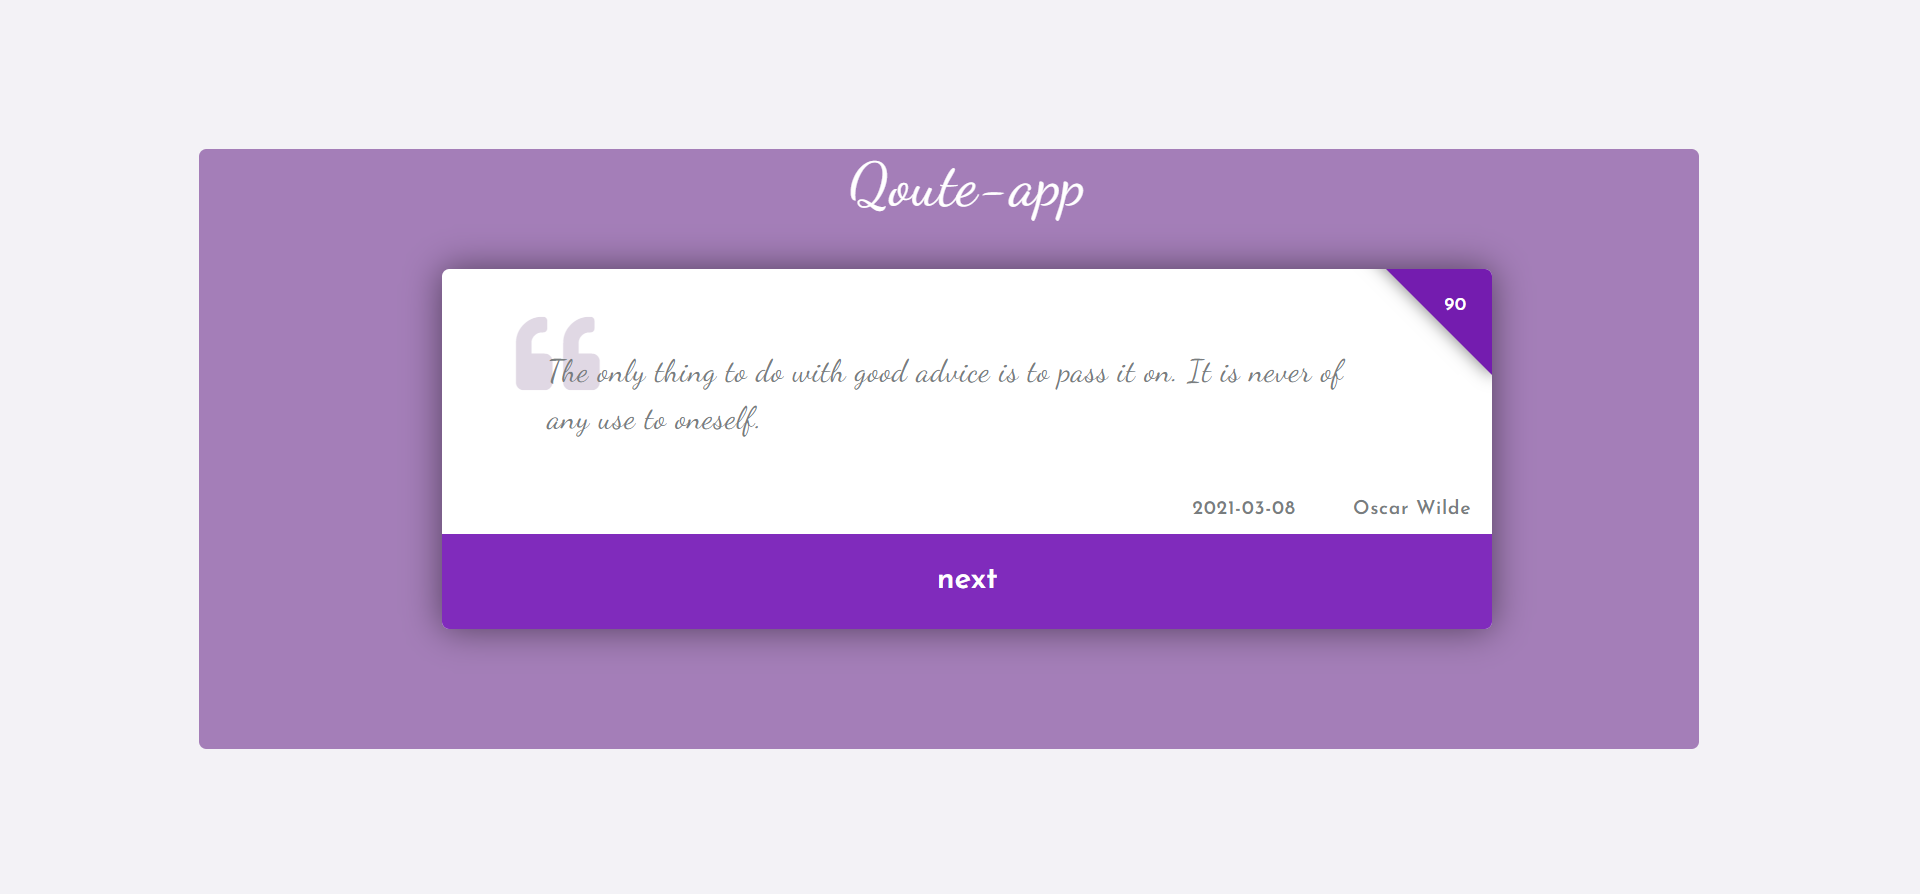 Qoute-app
90
The only thing to do with good advice is to pass it on. It is never of
any use to oneself.
2021-03-08 Oscar Wilde
next